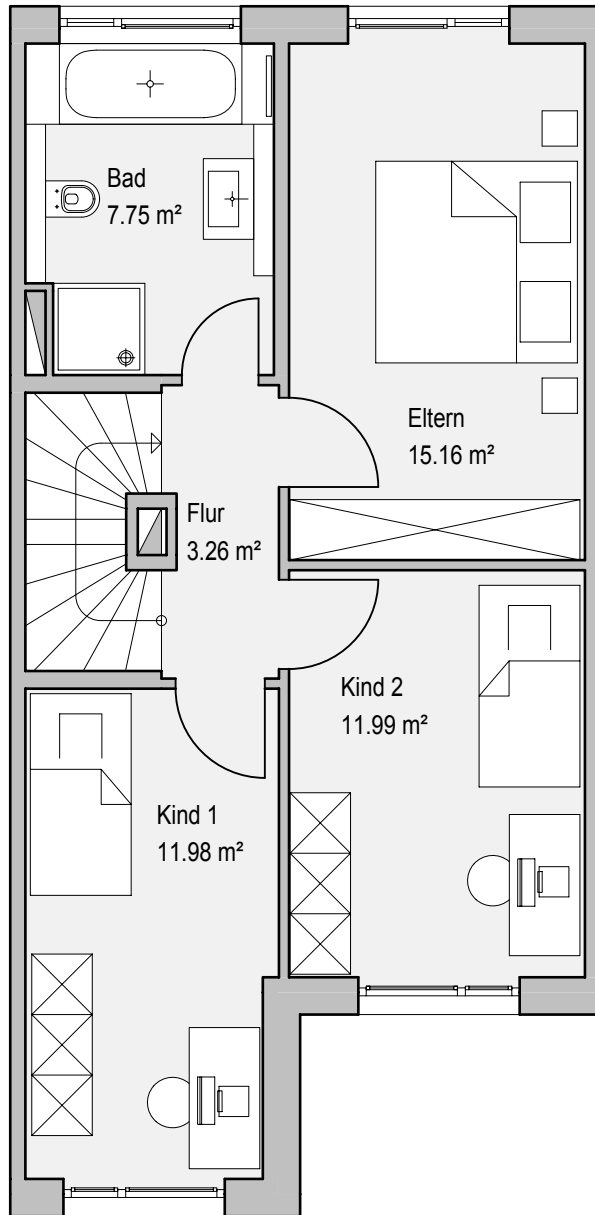 Bad
7.75 m²
Eltern
15.16 m²
Flur
3.26 m²
Kind 2
11.99 m²
Kind 1
11.98 m²